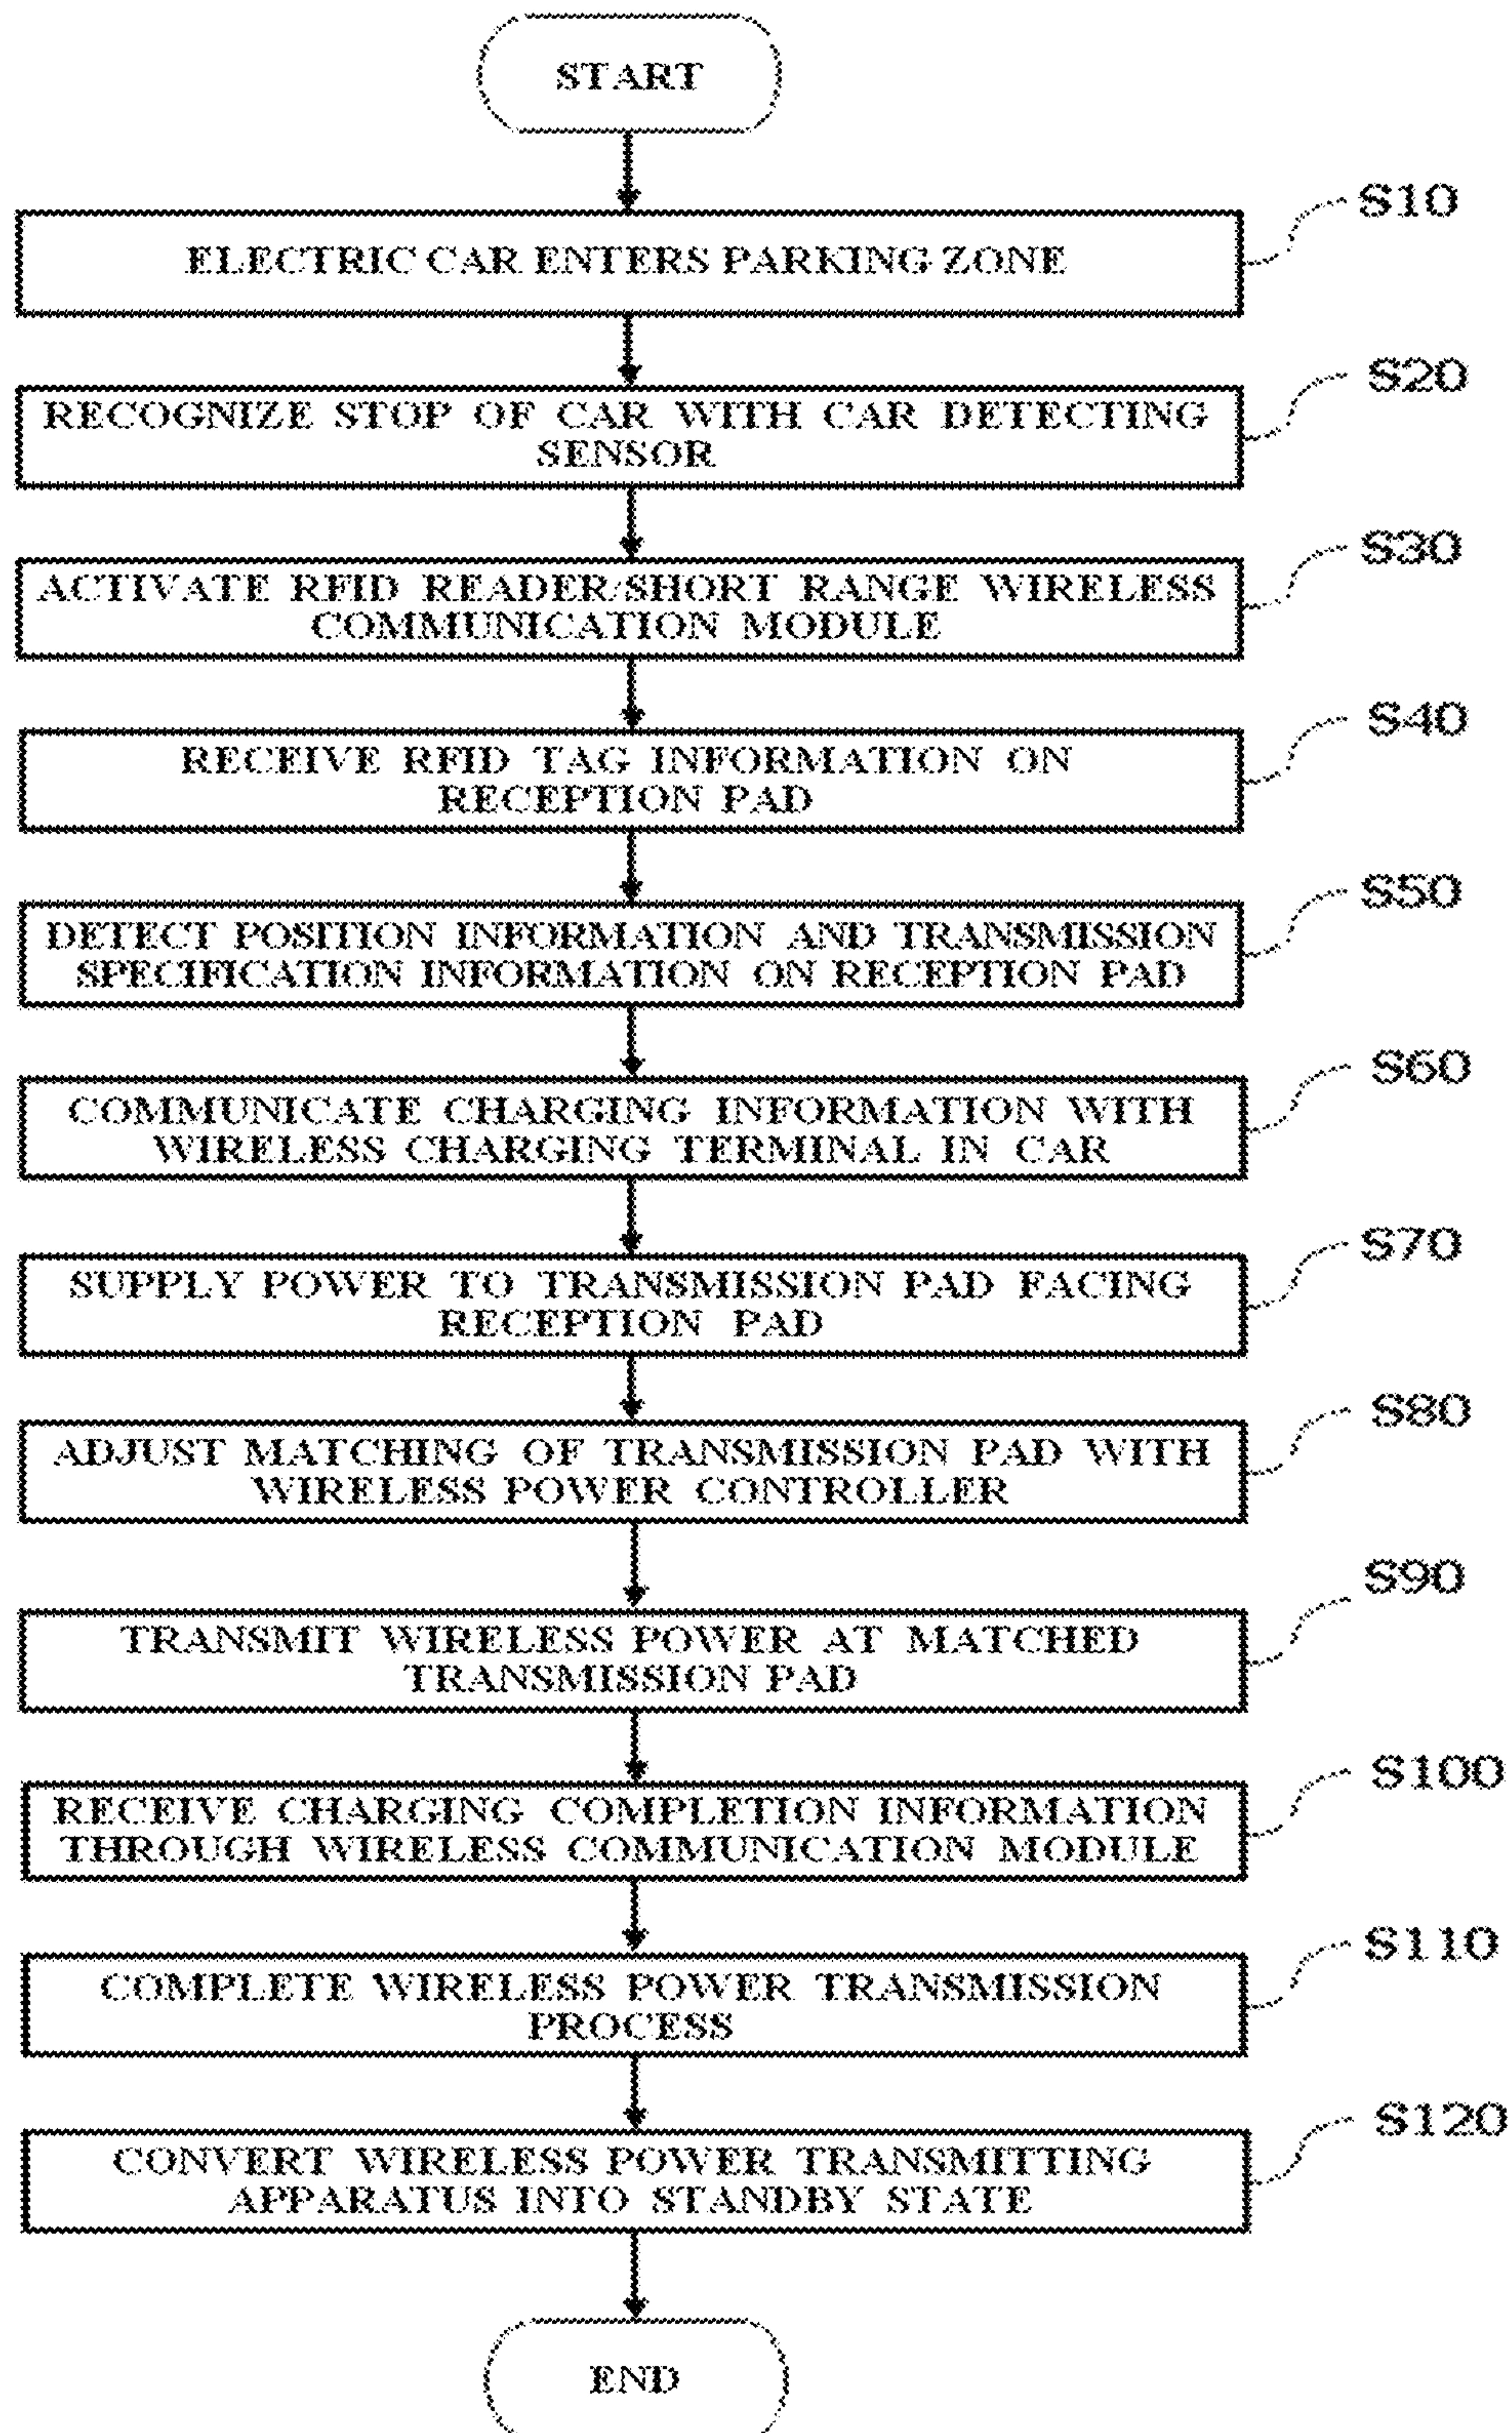 START
S10
ELECTRIC CAR ENTERS PARKING ZONE
S20
RECOGNIZE STOP OF CAR WITH CAR DETECTING
SENSOR
S30
ACTIVATE RFID READER/SHORT RANGE WIRELESS
COMMUNICATION MODULE
S40
RECEIVE RFID TAG INFORMATION ON
RECEPTION PAD
S50
DETECT POSITION INFORMATION AND TRANSMISSION
SPECIFICATION INFORMATION ON RECEPTION PAD
S60
COMMUNICATE CHARGING INFORMATION WITH
WIRELESS CHARGING TERMINAL IN CAR
S70
SUPPLY POWER TO TRANSMISSION PAD FACING
RECEPTION PAD
S80
ADJUST MATCHING OF TRANSMISSION PAD WITH
WIRELESS POWER CONTROLLER
S90
TRANSMIT WIRELESS POWER AT MATCHED
TRANSMISSION PAD
S100
RECEIVE CHARGING COMPLETION INFORMATION
THROUGH WIRELESS COMMUNICATION MODULE
S110
COMPLETE WIRELESS POWER TRANSMISSION
PROCESS
S120
CONVERT WIRELESS POWER TRANSMITTING
APPARATUS INTO STANDBY STATE
END